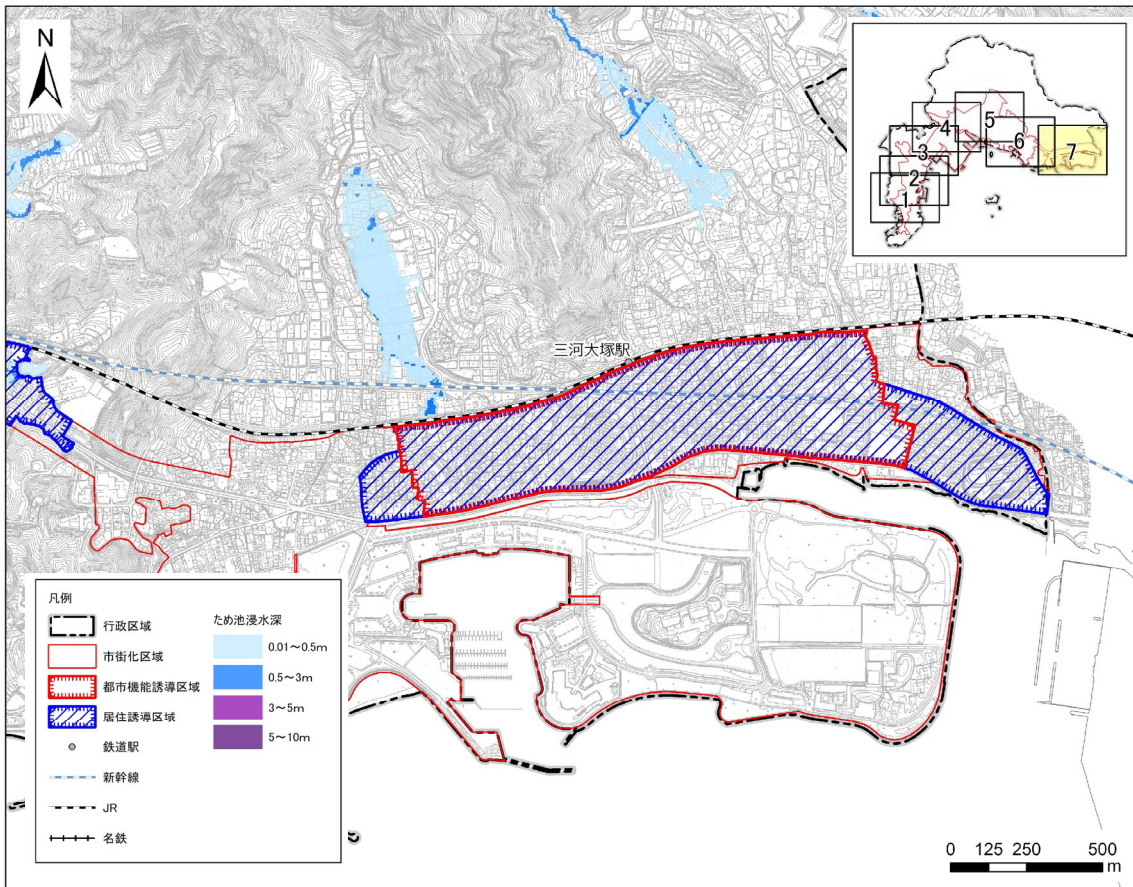 N
4
5
6
7
3
2
1
三河大塚駅
凡例
行政区域
市街化区域
都市機能誘導区域
居住誘導区域
鉄道駅
新幹線
JR
名鉄
ため池浸水深
0.01～0.5m
0.5～3m
3～5m
5～10m
0 125 250 500
m